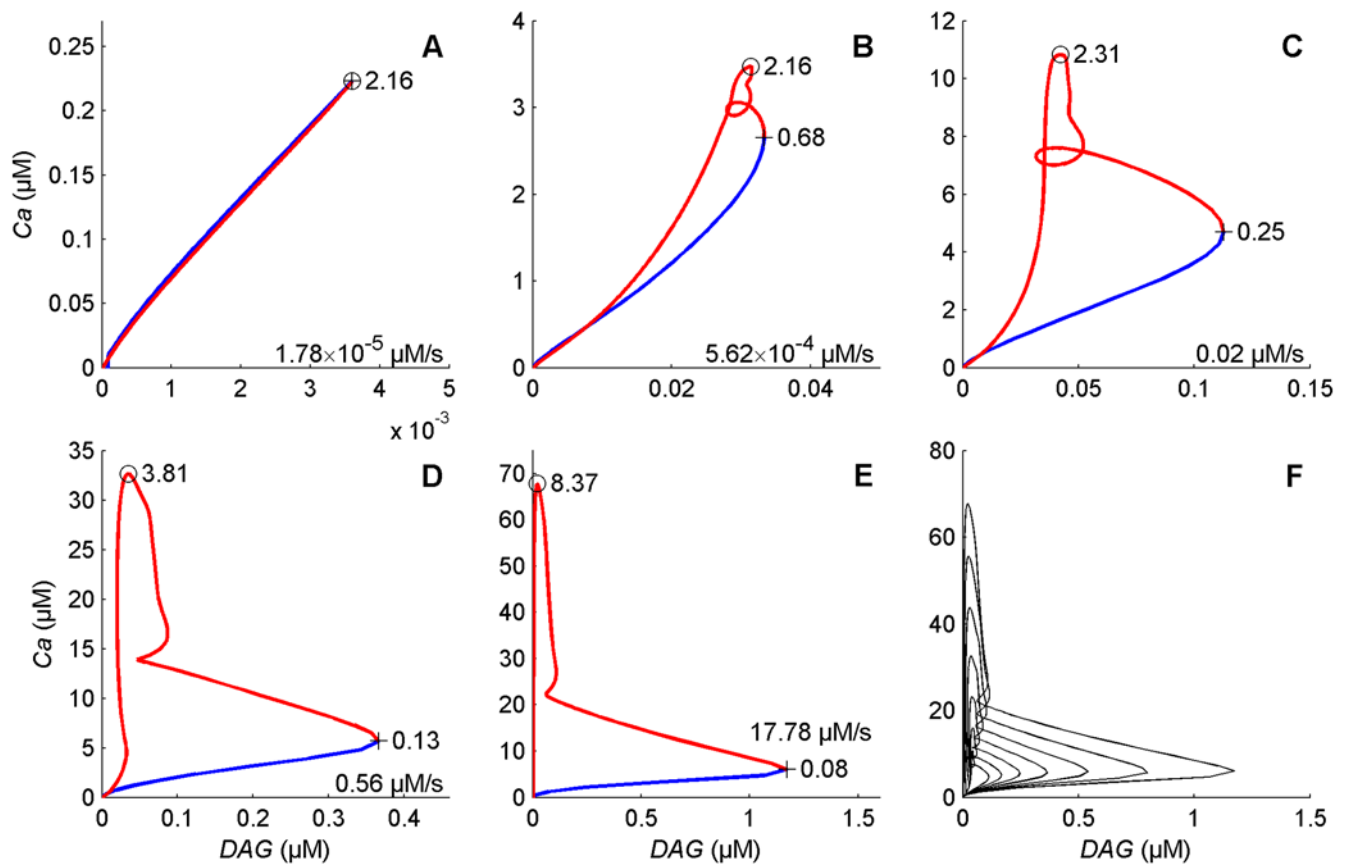 A
Ca (µM)
0.25
0.2
0.15
0.1
0.05
0
2.16
1.78×10-5 µM/s
0 1 2 3 4 5
x 10-3
B
4
3
2
1
0
2.16
0.68
5.62×10-4 µM/s
0 0.02 0.04
C
12
10
8
6
4
2
0
2.31
0.25
0.02 µM/s
0 0.05 0.1 0.15
D
Ca (µM)
35
30
25
20
15
10
5
0
3.81
0.13
0.56 µM/s
0 0.1 0.2 0.3 0.4
DAG (µM)
E
70
60
50
40
30
20
10
0
8.37
17.78 µM/s
0.08
0 0.5 1 1.5
DAG (µM)
F
80
60
40
20
0
0 0.5 1 1.5
DAG (µM)